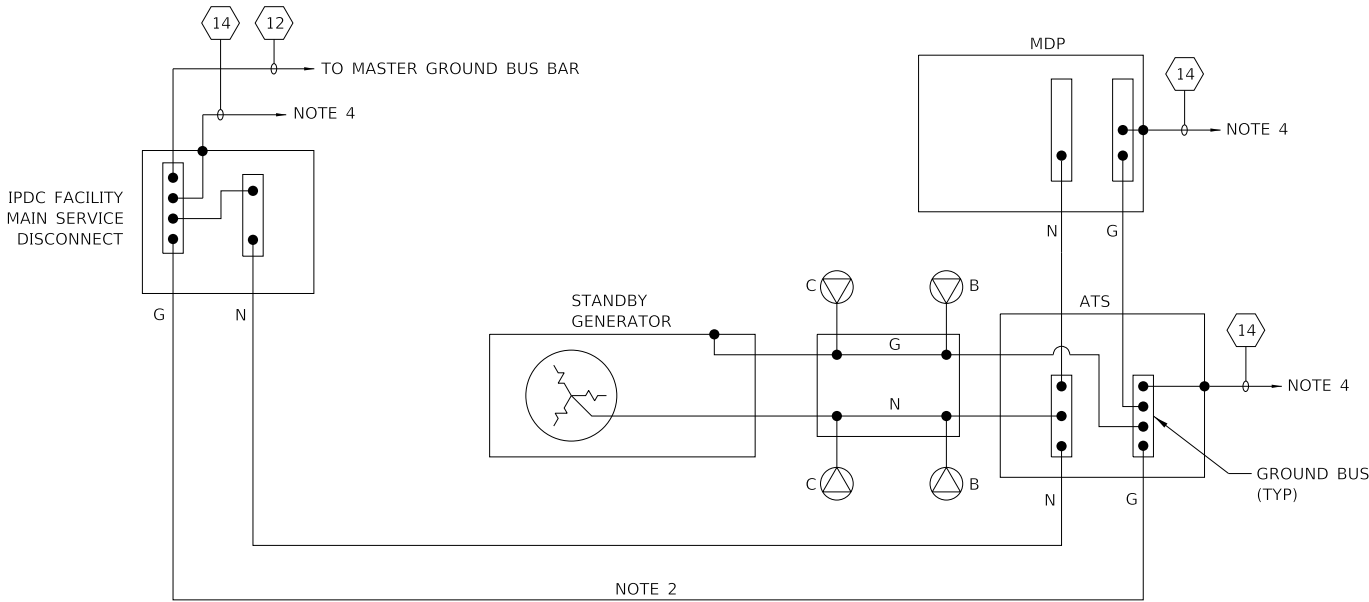 14
12
TO MASTER GROUND BUS BAR
NOTE 4
IPDC FACILITY
MAIN SERVICE
DISCONNECT
G
N
MDP
14
NOTE 4
N
G
STANDBY
GENERATOR
C
B
G
N
C
B
ATS
14
NOTE 4
GROUND BUS
(TYP)
N
G
NOTE 2